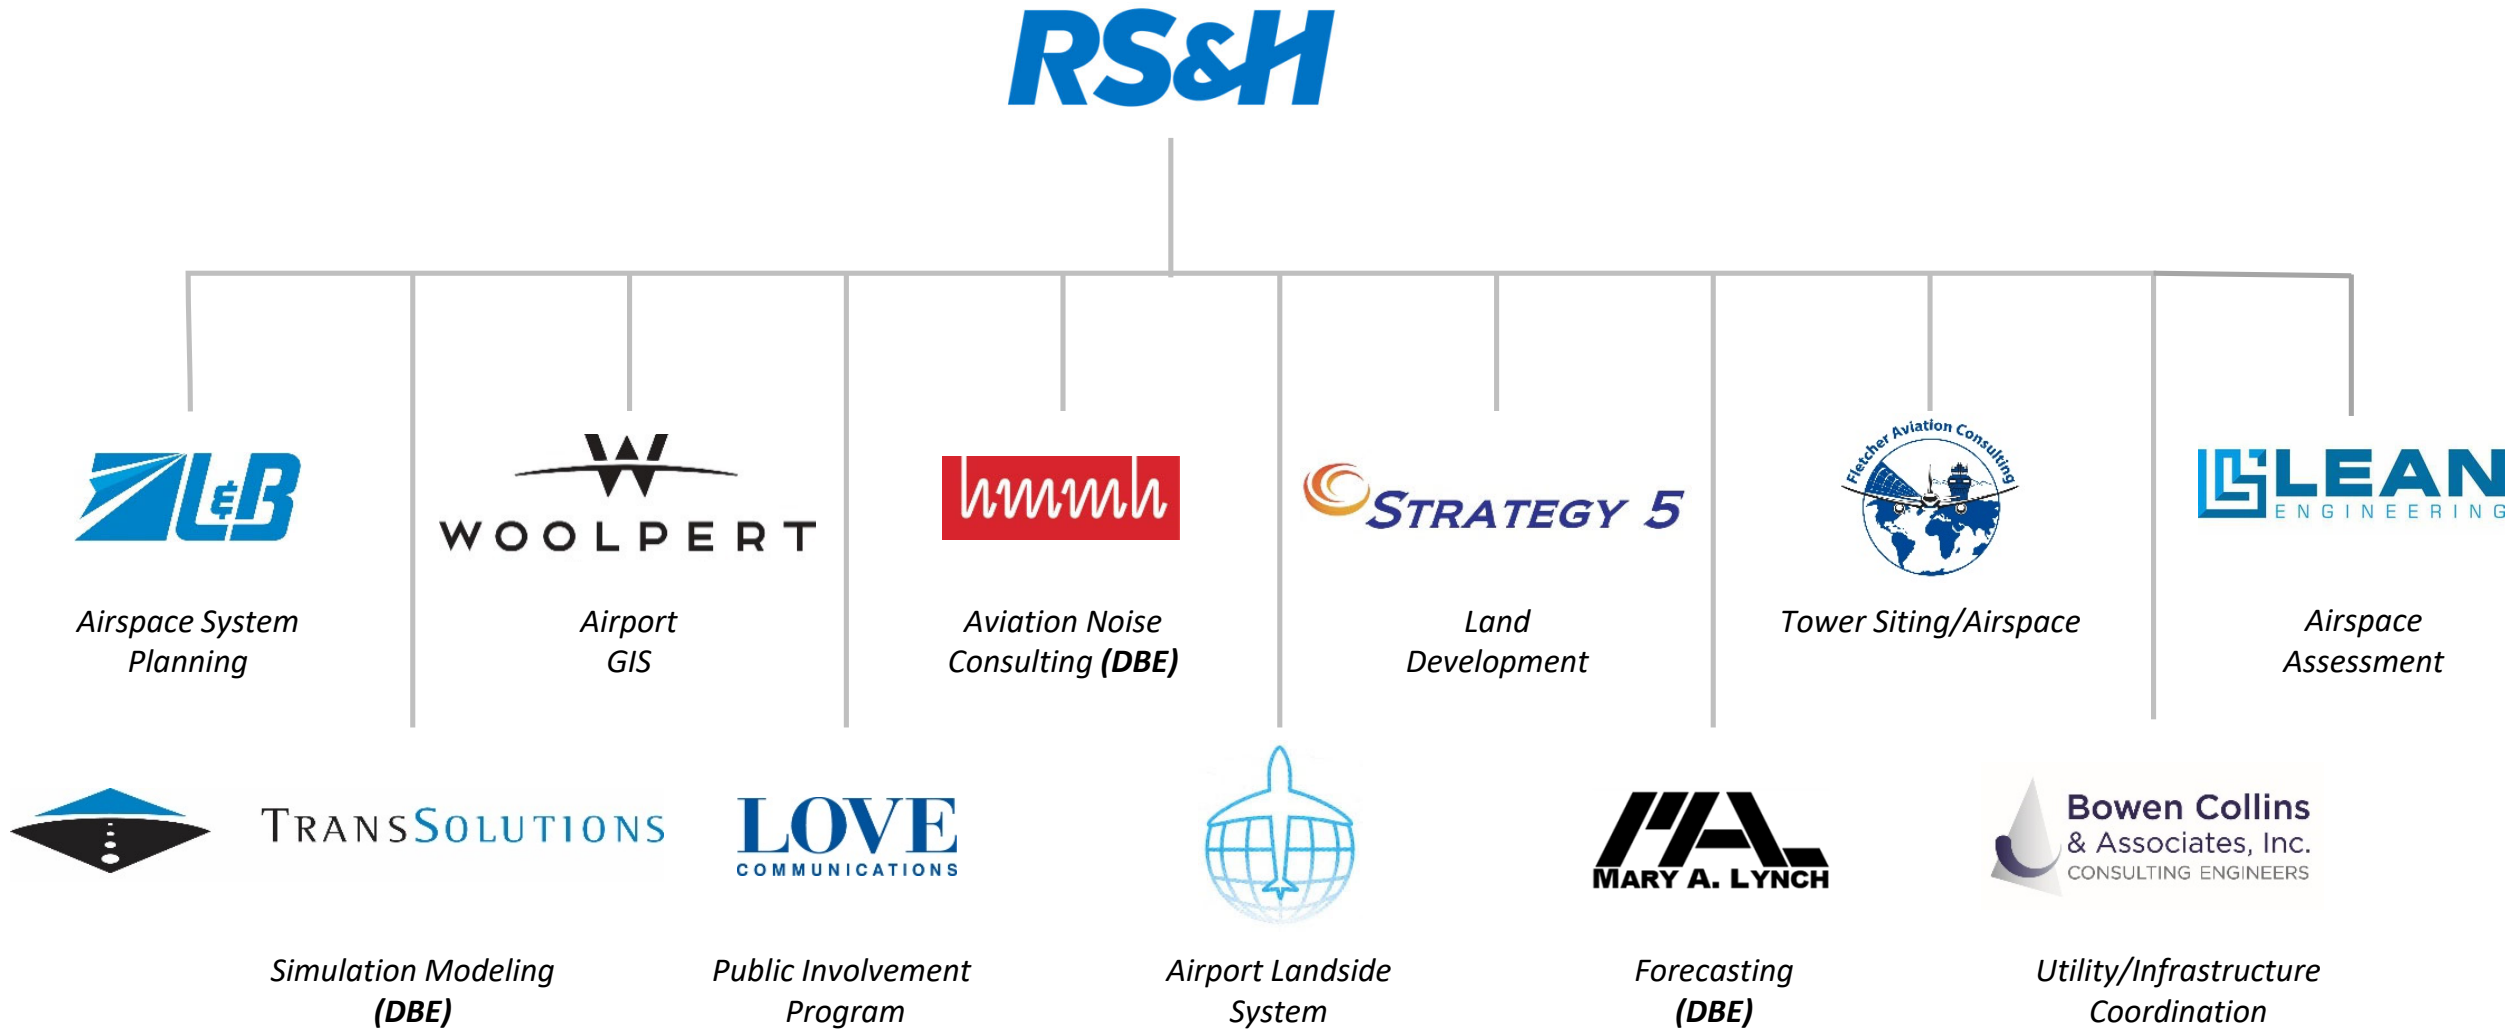 RS&H
L&B
Airspace System
Planning
WOOLPERT
Airport
GIS
hmmh
Aviation Noise
Consulting (DBE)
STRATEGY 5
Land
Development
Fletcher Aviation Consulting
Tower Siting/Airspace
LEAN
ENGINEERING
Airspace
Assessment
TRANSSOLUTIONS
Simulation Modeling
(DBE)
LOVE
COMMUNICATIONS
Public Involvement
Program
Airport Landside
System
MAL
MARY A. LYNCH
Forecasting
(DBE)
Bowen Collins
& Associates, Inc.
CONSULTING ENGINEERS
Utility/Infrastructure
Coordination